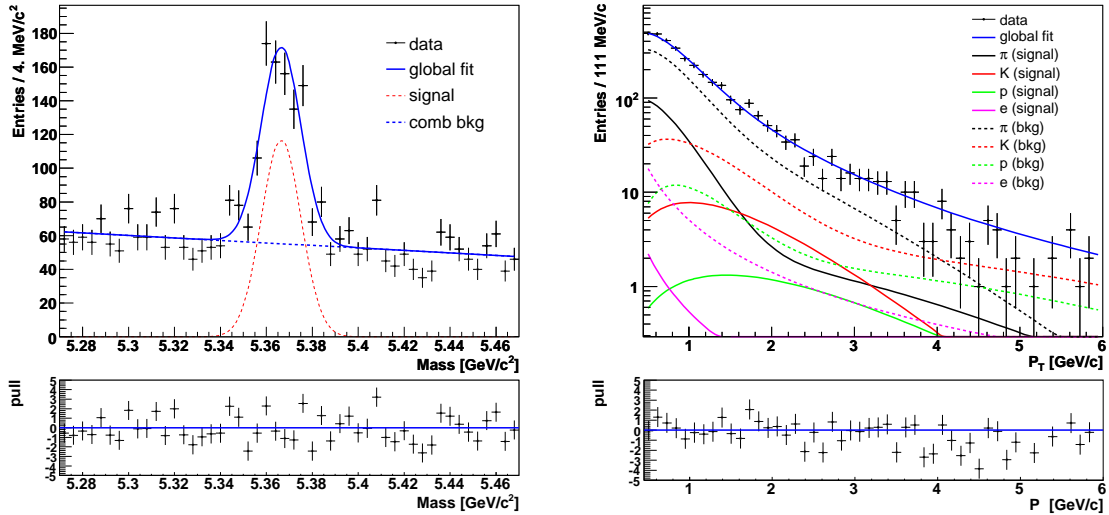 Entries / 4. MeV/c²
180
160
140
120
100
80
60
40
20
0
data
global fit
signal
comb bkg
5.28 5.3 5.32 5.34 5.36 5.38 5.4 5.42 5.44 5.46
Mass [GeV/c²]
pull
5
4
3
2
1
0
-1
-2
-3
-4
-5
5.28 5.3 5.32 5.34 5.36 5.38 5.4 5.42 5.44 5.46
Mass [GeV/c²]
Entries / 111 MeV/c
10²
10
1
data
global fit
π (signal)
K (signal)
p (signal)
e (signal)
π (bkg)
K (bkg)
p (bkg)
e (bkg)
1 2 3 4 5 6
P_T [GeV/c]
pull
5
4
3
2
1
0
-1
-2
-3
-4
-5
1 2 3 4 5 6
P [GeV/c]